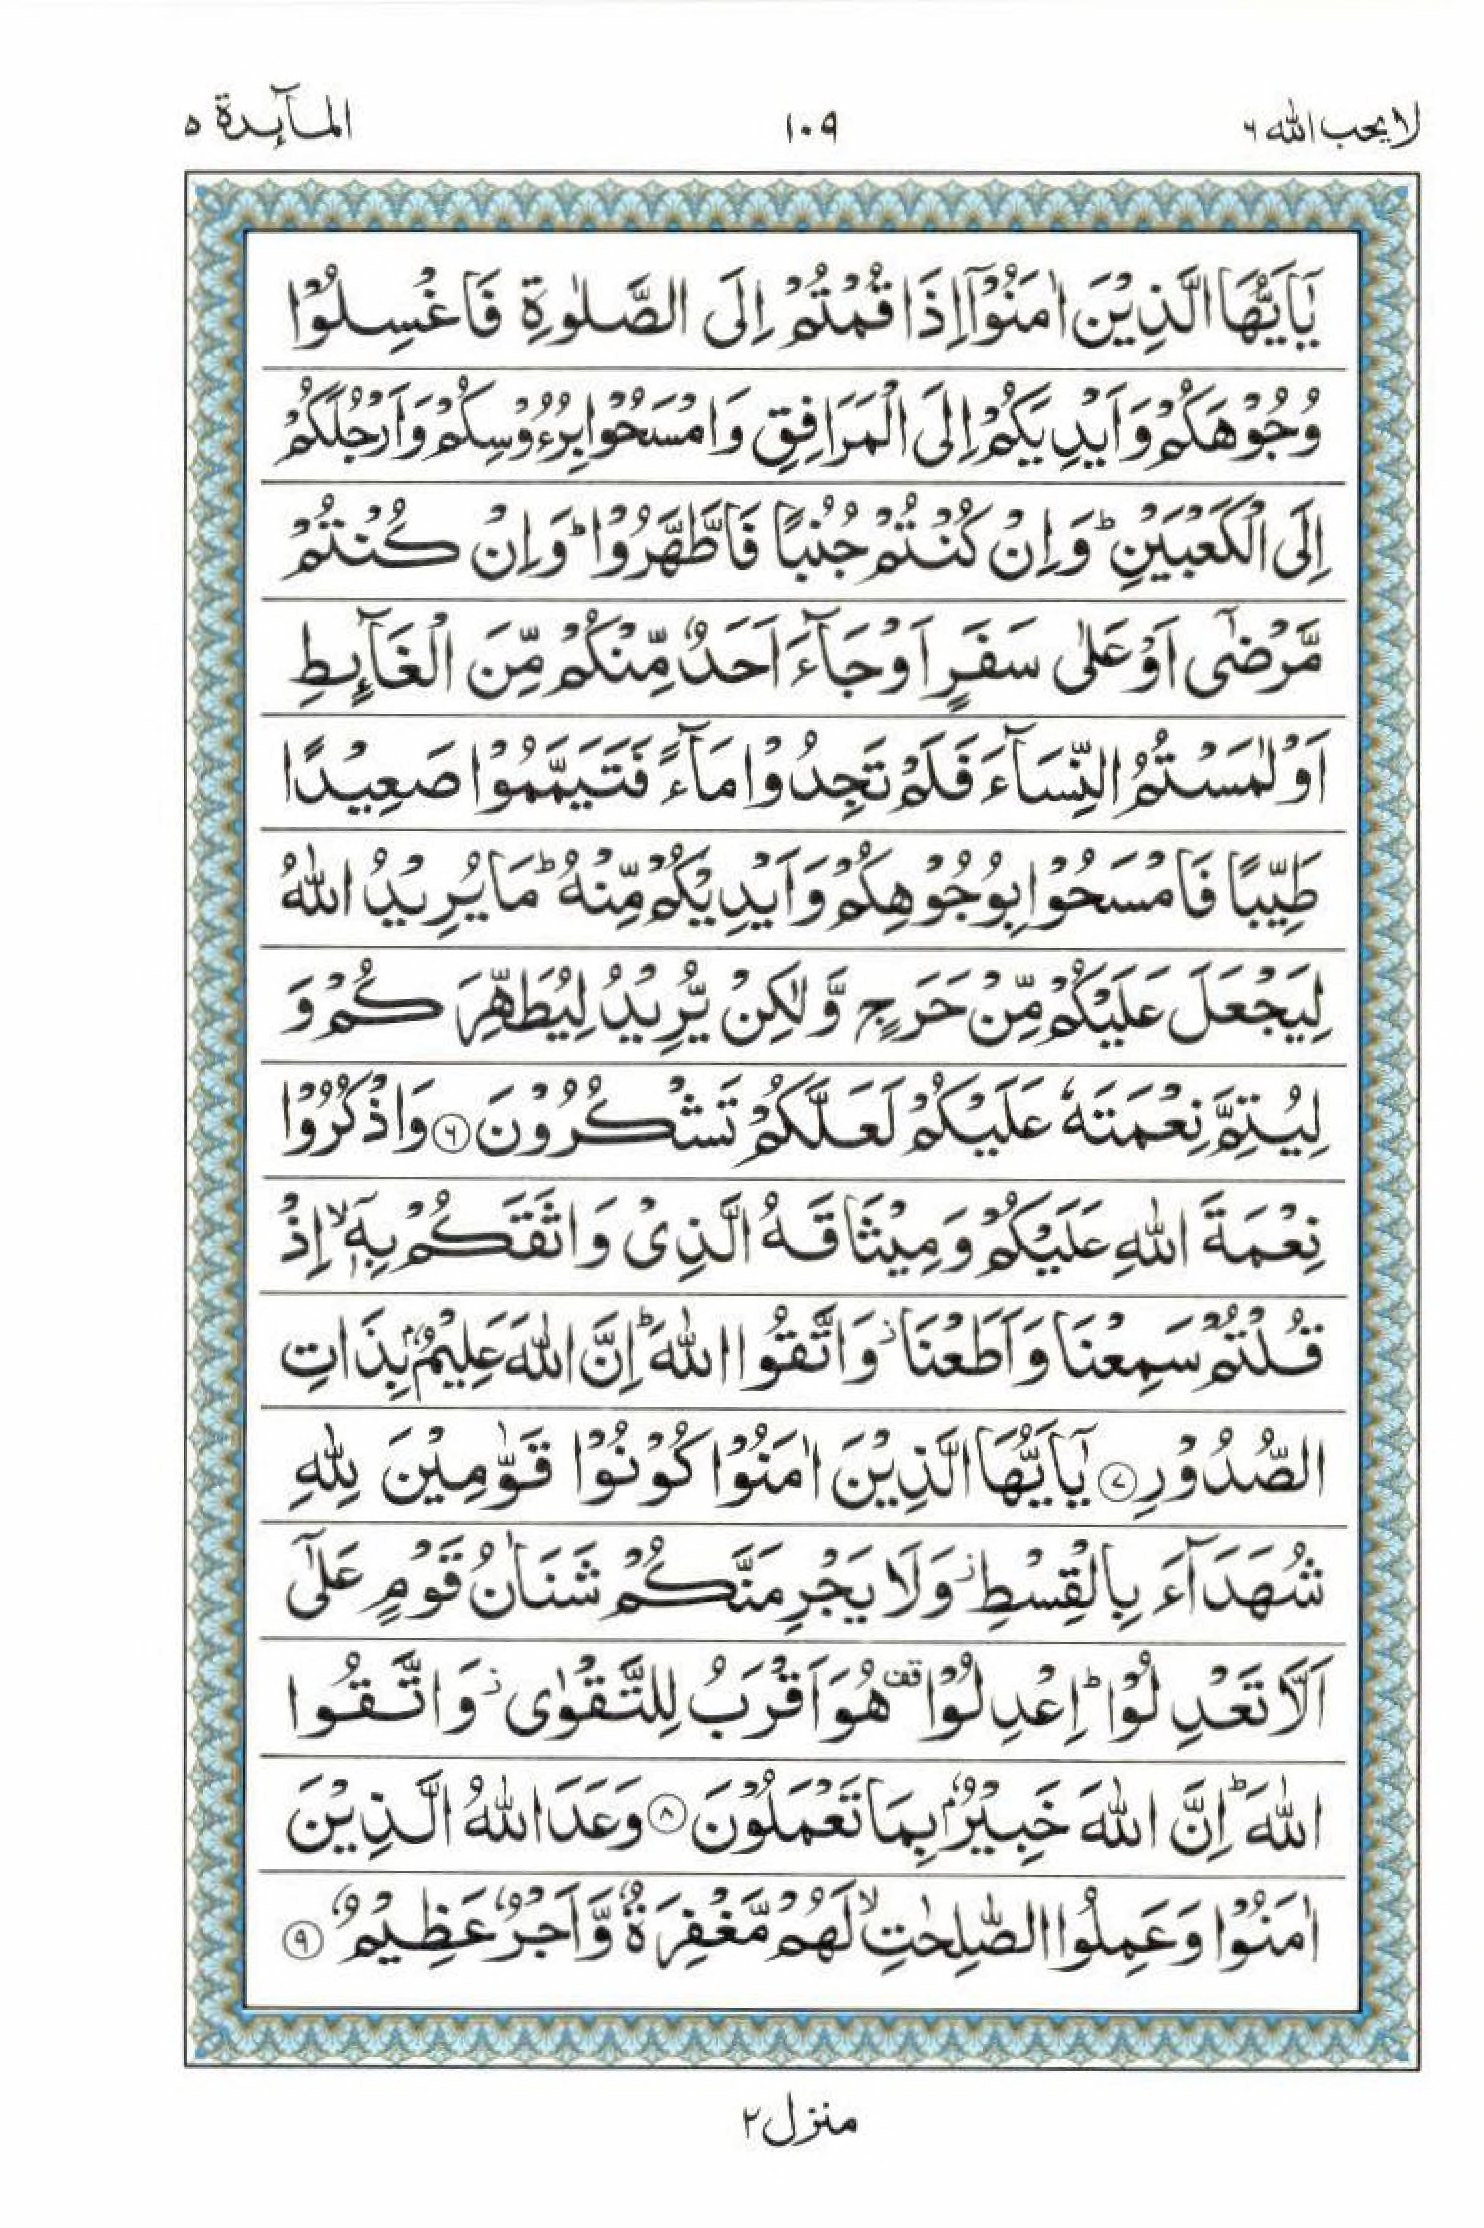 لا يحب الله ٦
١٠٩
المآئدة ٥
يٰۤاَيُّهَا الَّذِيْنَ اٰمَنُوْۤا اِذَا قُمْتُمْ اِلَى الصَّلٰوةِ فَاغْسِلُوْا
وُجُوْهَكُمْ وَاَيْدِيَكُمْ اِلَى الْمَرَافِقِ وَامْسَحُوْا بِرُءُوْسِكُمْ وَاَرْجُلَكُمْ
اِلَى الْكَعْبَيْنِ ؕ وَاِنْ كُنْتُمْ جُنُبًا فَاطَّهَّرُوْا ؕ وَاِنْ كُنْتُمْ
مَّرْضٰۤى اَوْ عَلٰى سَفَرٍ اَوْ جَآءَ اَحَدٌ مِّنْكُمْ مِّنَ الْغَآئِطِ
اَوْ لٰمَسْتُمُ النِّسَآءَ فَلَمْ تَجِدُوْا مَآءً فَتَيَمَّمُوْا صَعِيْدًا
طَيِّبًا فَامْسَحُوْا بِوُجُوْهِكُمْ وَاَيْدِيْكُمْ مِّنْهُ ؕ مَا يُرِيْدُ اللّٰهُ
لِيَجْعَلَ عَلَيْكُمْ مِّنْ حَرَجٍ وَّلٰكِنْ يُّرِيْدُ لِيُطَهِّرَكُمْ وَ
لِيُتِمَّ نِعْمَتَهٗ عَلَيْكُمْ لَعَلَّكُمْ تَشْكُرُوْنَ ۝٦ وَاذْكُرُوْا
نِعْمَةَ اللّٰهِ عَلَيْكُمْ وَمِيْثَاقَهُ الَّذِيْ وَاثَقَكُمْ بِهٖۤ ۙ اِذْ
قُلْتُمْ سَمِعْنَا وَاَطَعْنَا ز وَاتَّقُوا اللّٰهَ ؕ اِنَّ اللّٰهَ عَلِيْمٌۢ بِذَاتِ
الصُّدُوْرِ ۝٧ يٰۤاَيُّهَا الَّذِيْنَ اٰمَنُوْا كُوْنُوْا قَوّٰمِيْنَ لِلّٰهِ
شُهَدَآءَ بِالْقِسْطِ ز وَلَا يَجْرِمَنَّكُمْ شَنَاٰنُ قَوْمٍ عَلٰۤى
اَلَّا تَعْدِلُوْا ؕ اِعْدِلُوْا قف هُوَ اَقْرَبُ لِلتَّقْوٰى ز وَاتَّقُوا
اللّٰهَ ؕ اِنَّ اللّٰهَ خَبِيْرٌۢ بِمَا تَعْمَلُوْنَ ۝٨ وَعَدَ اللّٰهُ الَّذِيْنَ
اٰمَنُوْا وَعَمِلُوا الصّٰلِحٰتِ ۙ لَهُمْ مَّغْفِرَةٌ وَّاَجْرٌ عَظِيْمٌ ۝٩
منزل ٢